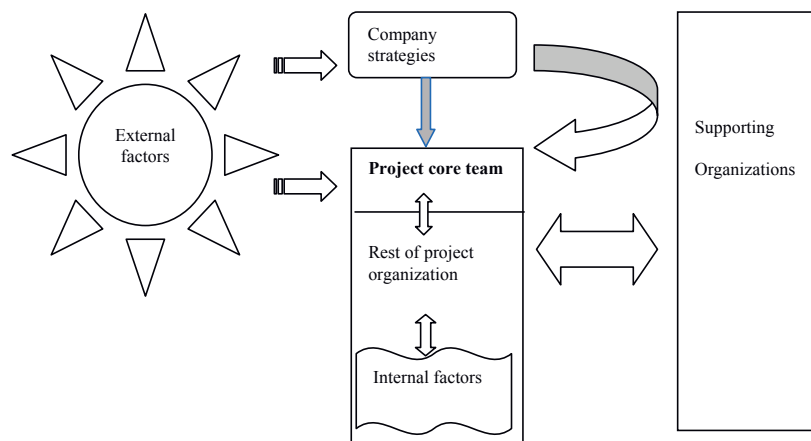 Company
strategies
External
factors
Supporting
Organizations
Project core team
Rest of project
organization
Internal factors